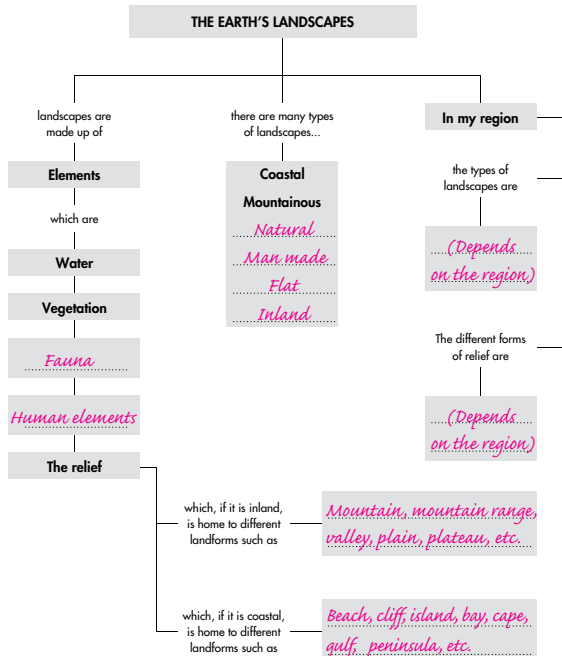 THE EARTH'S LANDSCAPES
landscapes are
made up of
Elements
which are
Water
Vegetation
Fauna
Human elements
The relief
there are many types
of landscapes...
Coastal
Mountainous
Natural
Man made
Flat
Inland
In my region
the types of
landscapes are
(Depends
on the region)
The different forms
of relief are
(Depends
on the region)
which, if it is inland,
is home to different
landforms such as
Mountain, mountain range,
valley, plain, plateau, etc.
which, if it is coastal,
is home to different
landforms such as
Beach, cliff, island, bay, cape,
gulf, peninsula, etc.